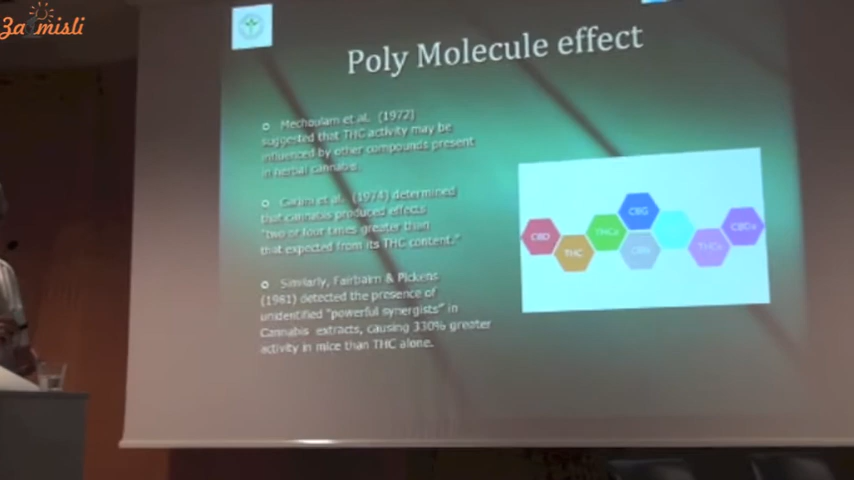 Zamisli
Poly Molecule effect
o Mechoulam et al. (1972)
suggested that THC activity may be
influenced by other compounds present
in herbal cannabis.
o Carlini et al. (1974) determined
that cannabis produced effects
"two or four times greater than
that expected from its THC content."
o Similarly, Fairbairn & Pickens
(1981) detected the presence of
unidentified "powerful synergists" in
Cannabis extracts, causing 330% greater
activity in mice than THC alone.
CBD
THC
THCa
CBG
CBN
CBDa